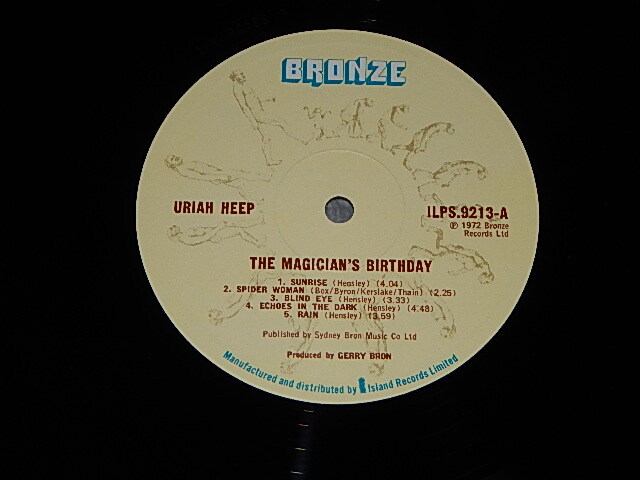 BRONZE
URIAH HEEP
ILPS.9213-A
℗ 1972 Bronze
Records Ltd
THE MAGICIAN'S BIRTHDAY
1. SUNRISE (Hensley) (4.04)
2. SPIDER WOMAN (Box/Byron/Kerslake/Thain) (2.25)
3. BLIND EYE (Hensley) (3.33)
4. ECHOES IN THE DARK (Hensley) (4.48)
5. RAIN (Hensley) (3.59)
Published by Sydney Bron Music Co Ltd
Produced by GERRY BRON
Manufactured and distributed by Island Records Limited